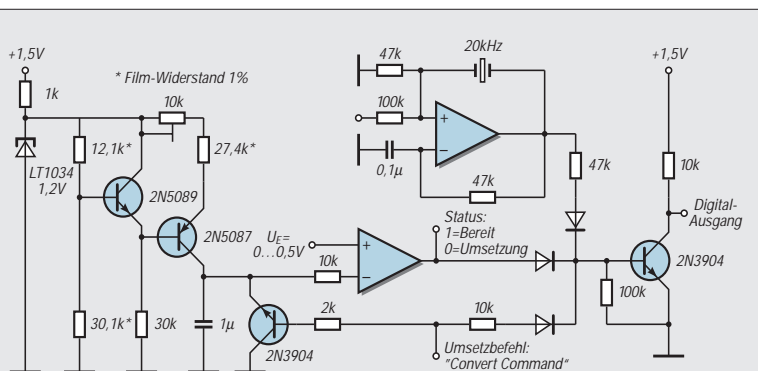 +1,5V
1k
* Film-Widerstand 1%
10k
12,1k*
27,4k*
LT1034
1,2V
2N5089
2N5087
30,1k*
30k
1µ
2N3904
47k
20kHz
100k
+
–
0,1µ
47k
47k
+1,5V
10k
Digital-
Ausgang
UE=
0...0,5V
+
–
10k
Status:
1=Bereit
0=Umsetzung
2N3904
100k
2k
10k
Umsetzbefehl:
"Convert Command“